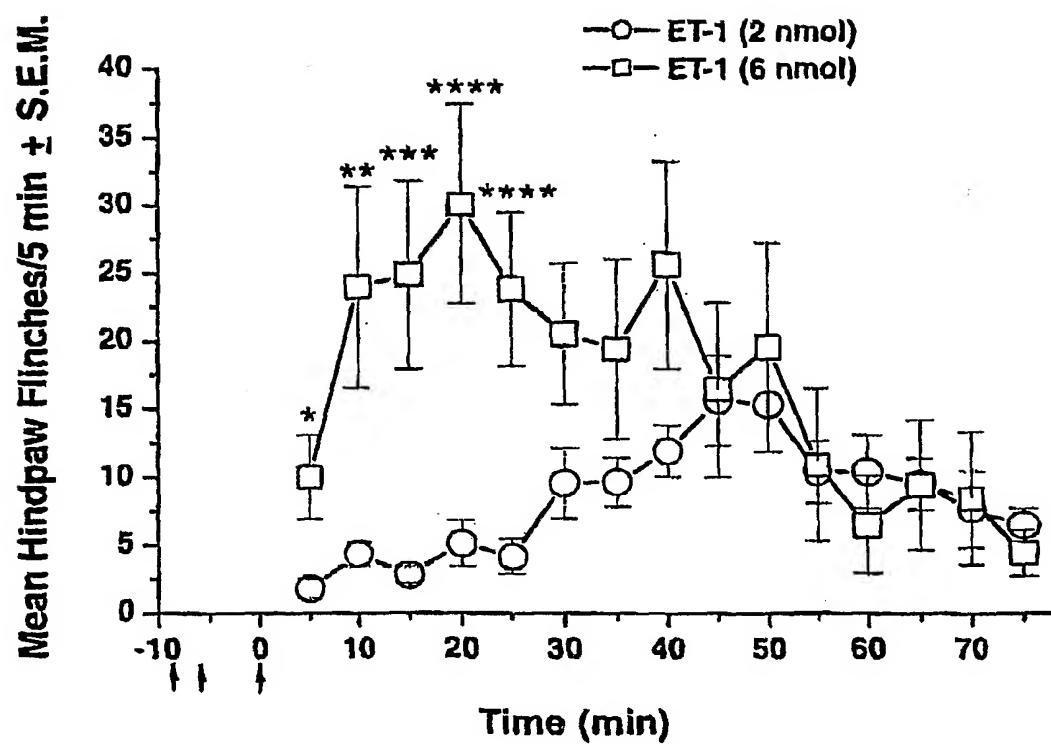 ET-1 (2 nmol)
ET-1 (6 nmol)
Mean Hindpaw Flinches/5 min ± S.E.M.
40
35
30
25
20
15
10
5
0
*
**
***
****
****
-10 0 10 20 30 40 50 60 70
Time (min)